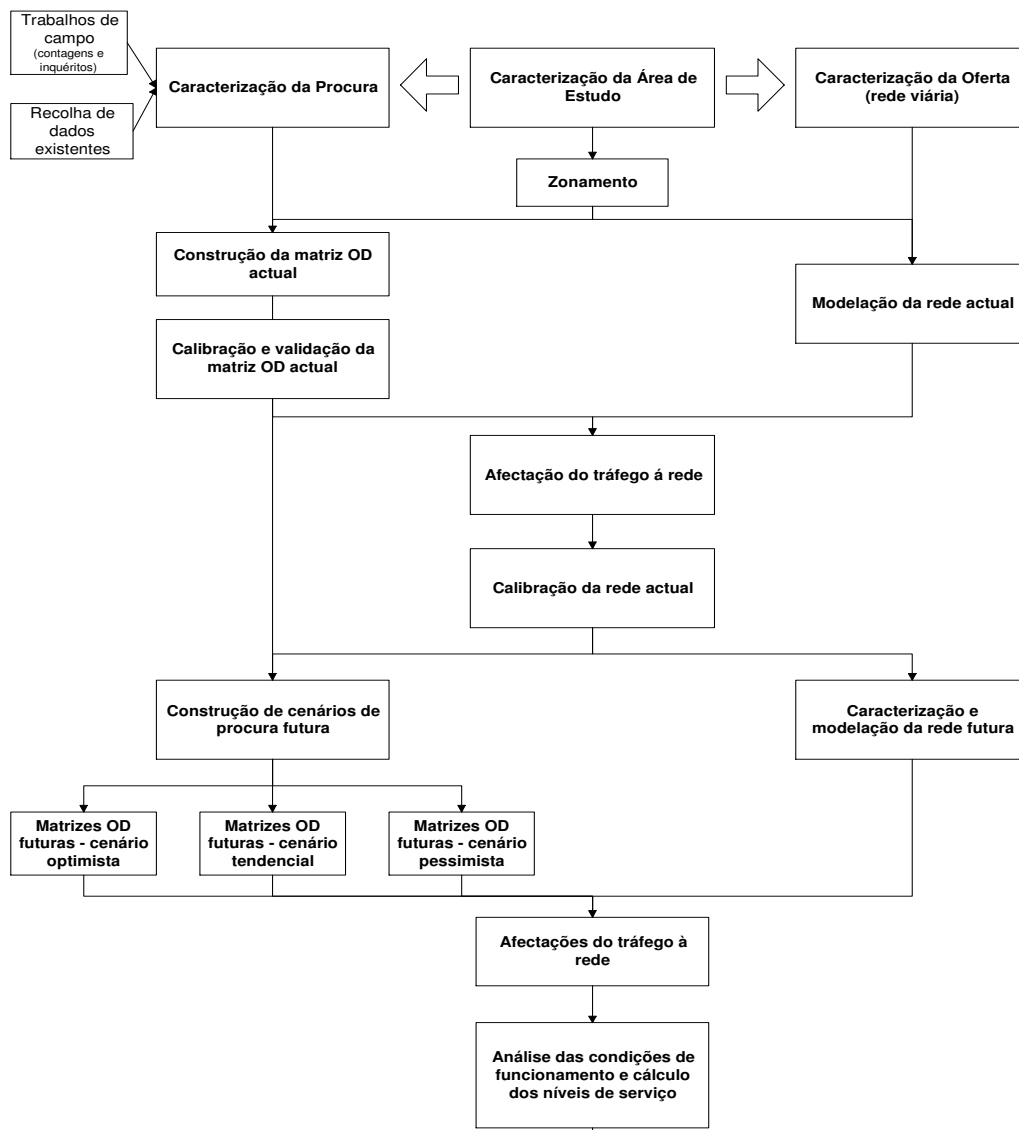 Trabalhos de
campo
(contagens e
inquéritos)
Recolha de
dados
existentes
Caracterização da Procura
Caracterização da Área de
Estudo
Caracterização da Oferta
(rede viária)
Zonamento
Construção da matriz OD
actual
Modelação da rede actual
Calibração e validação da
matriz OD actual
Afectação do tráfego á rede
Calibração da rede actual
Construção de cenários de
procura futura
Caracterização e
modelação da rede futura
Matrizes OD
futuras - cenário
optimista
Matrizes OD
futuras - cenário
tendencial
Matrizes OD
futuras - cenário
pessimista
Afectações do tráfego à
rede
Análise das condições de
funcionamento e cálculo
dos níveis de serviço